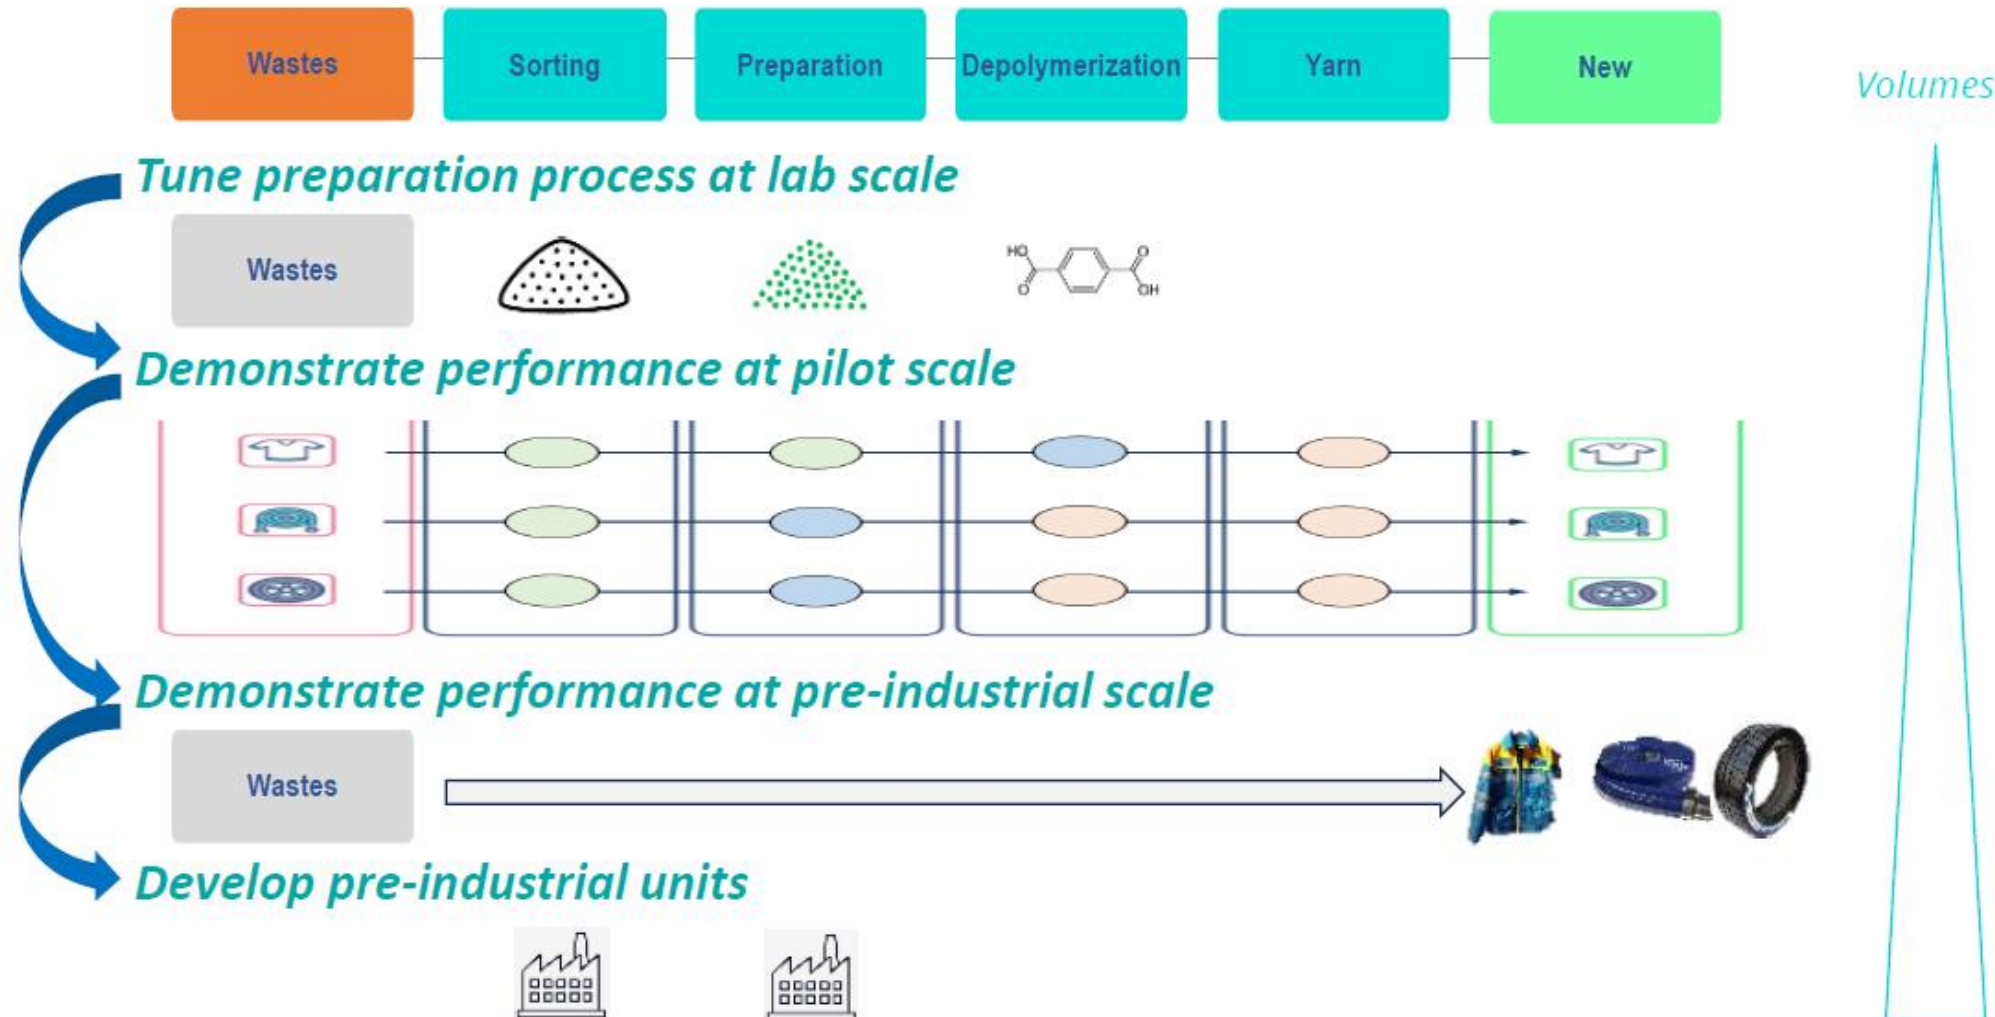 Wastes
Sorting
Preparation
Depolymerization
Yarn
New
Volumes
Tune preparation process at lab scale
Wastes
HO
O
O
OH
Demonstrate performance at pilot scale
Demonstrate performance at pre-industrial scale
Wastes
Develop pre-industrial units